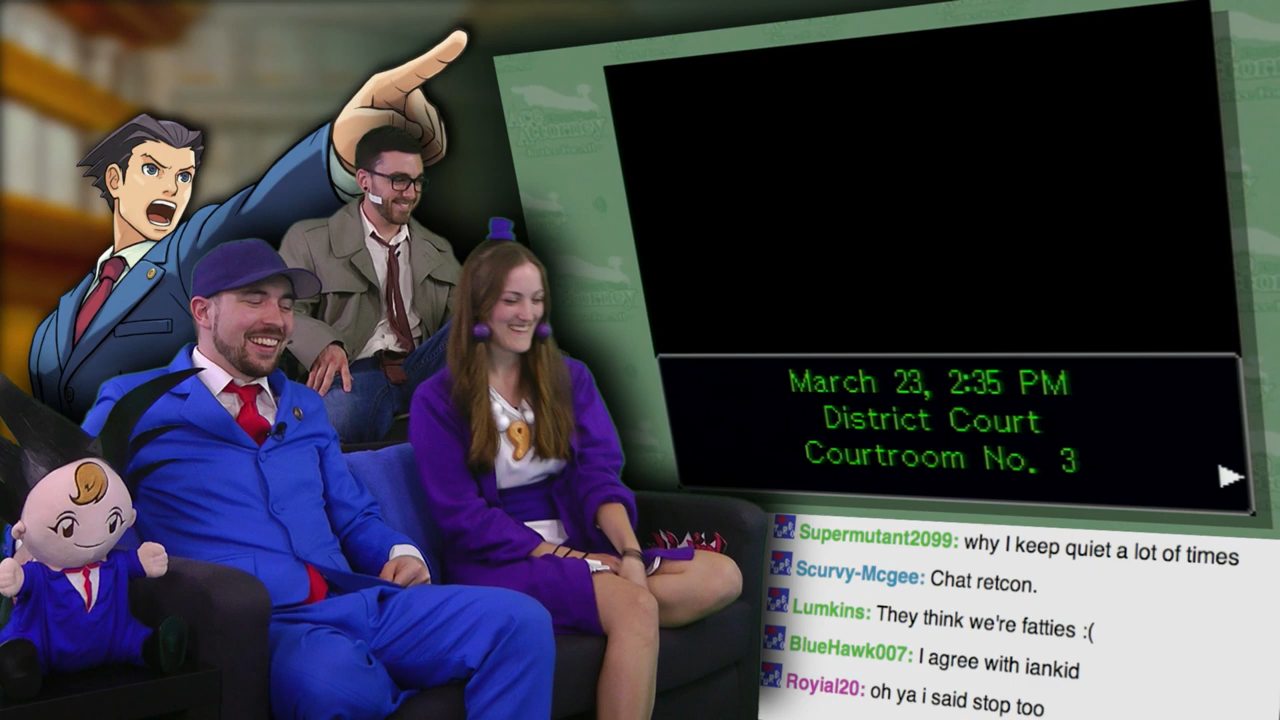 March 23, 2:35 PM
District Court
Courtroom No. 3
Supermutant2099: why I keep quiet a lot of times
Scurvy-Mcgee: Chat retcon.
Lumkins: They think we're fatties :(
BlueHawk007: I agree with iankid
Royial20: oh ya i said stop too